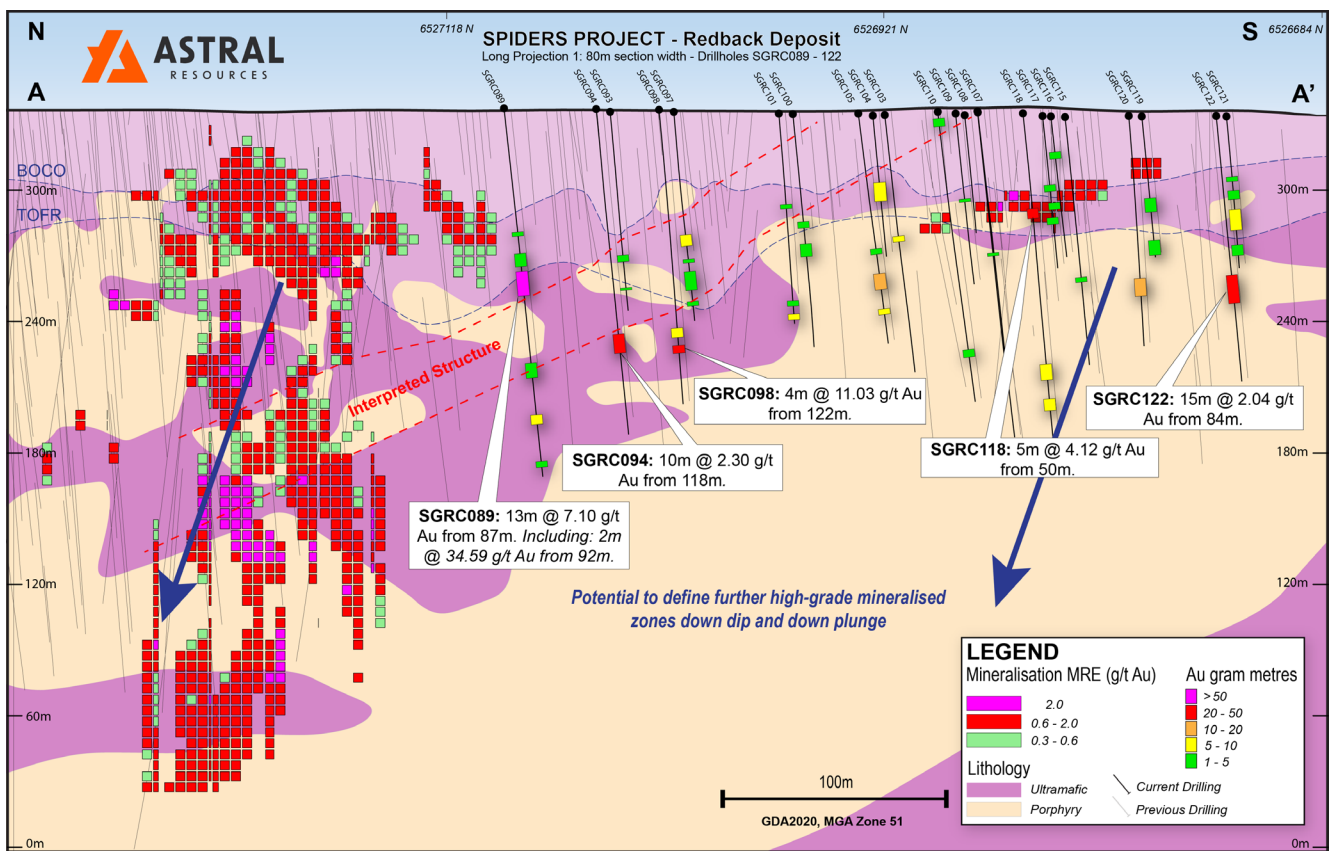 N
ASTRAL
RESOURCES
6527118 N
SPIDERS PROJECT - Redback Deposit
Long Projection 1: 80m section width - Drillholes SGRC089 - 122
6526921 N
S
6526684 N
A
A'
SGRC089
SGRC094
SGRC093
SGRC098
SGRC097
SGRC101
SGRC100
SGRC105
SGRC104
SGRC103
SGRC110
SGRC109
SGRC108
SGRC107
SGRC118
SGRC117
SGRC116
SGRC115
SGRC120
SGRC119
SGRC122
SGRC121
BOCO
300m
300m
TOFR
240m
240m
Interpreted Structure
SGRC098: 4m @ 11.03 g/t Au
from 122m.
SGRC122: 15m @ 2.04 g/t
Au from 84m.
SGRC094: 10m @ 2.30 g/t
Au from 118m.
SGRC118: 5m @ 4.12 g/t Au
from 50m.
180m
180m
SGRC089: 13m @ 7.10 g/t
Au from 87m. Including: 2m
@ 34.59 g/t Au from 92m.
120m
120m
Potential to define further high-grade mineralised
zones down dip and down plunge
LEGEND
Mineralisation MRE (g/t Au)
2.0
0.6 - 2.0
0.3 - 0.6
Au gram metres
>50
20 - 50
10 - 20
5 - 10
1 - 5
Lithology
Ultramafic
Porphyry
Current Drilling
Previous Drilling
60m
100m
GDA2020, MGA Zone 51
0m
0m